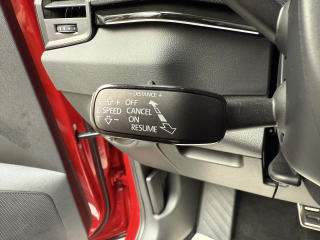 - DISTANCE +
+ OFF
SPEED CANCEL
- ON
RESUME